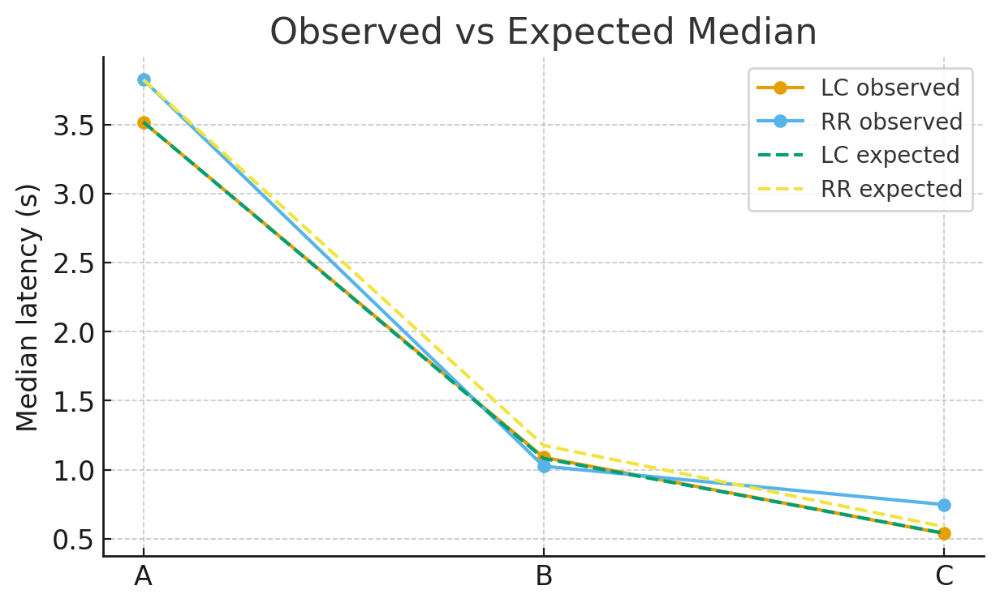 Observed vs Expected Median
LC observed
RR observed
LC expected
RR expected
Median latency (s)
3.5
3.0
2.5
2.0
1.5
1.0
0.5
A B C